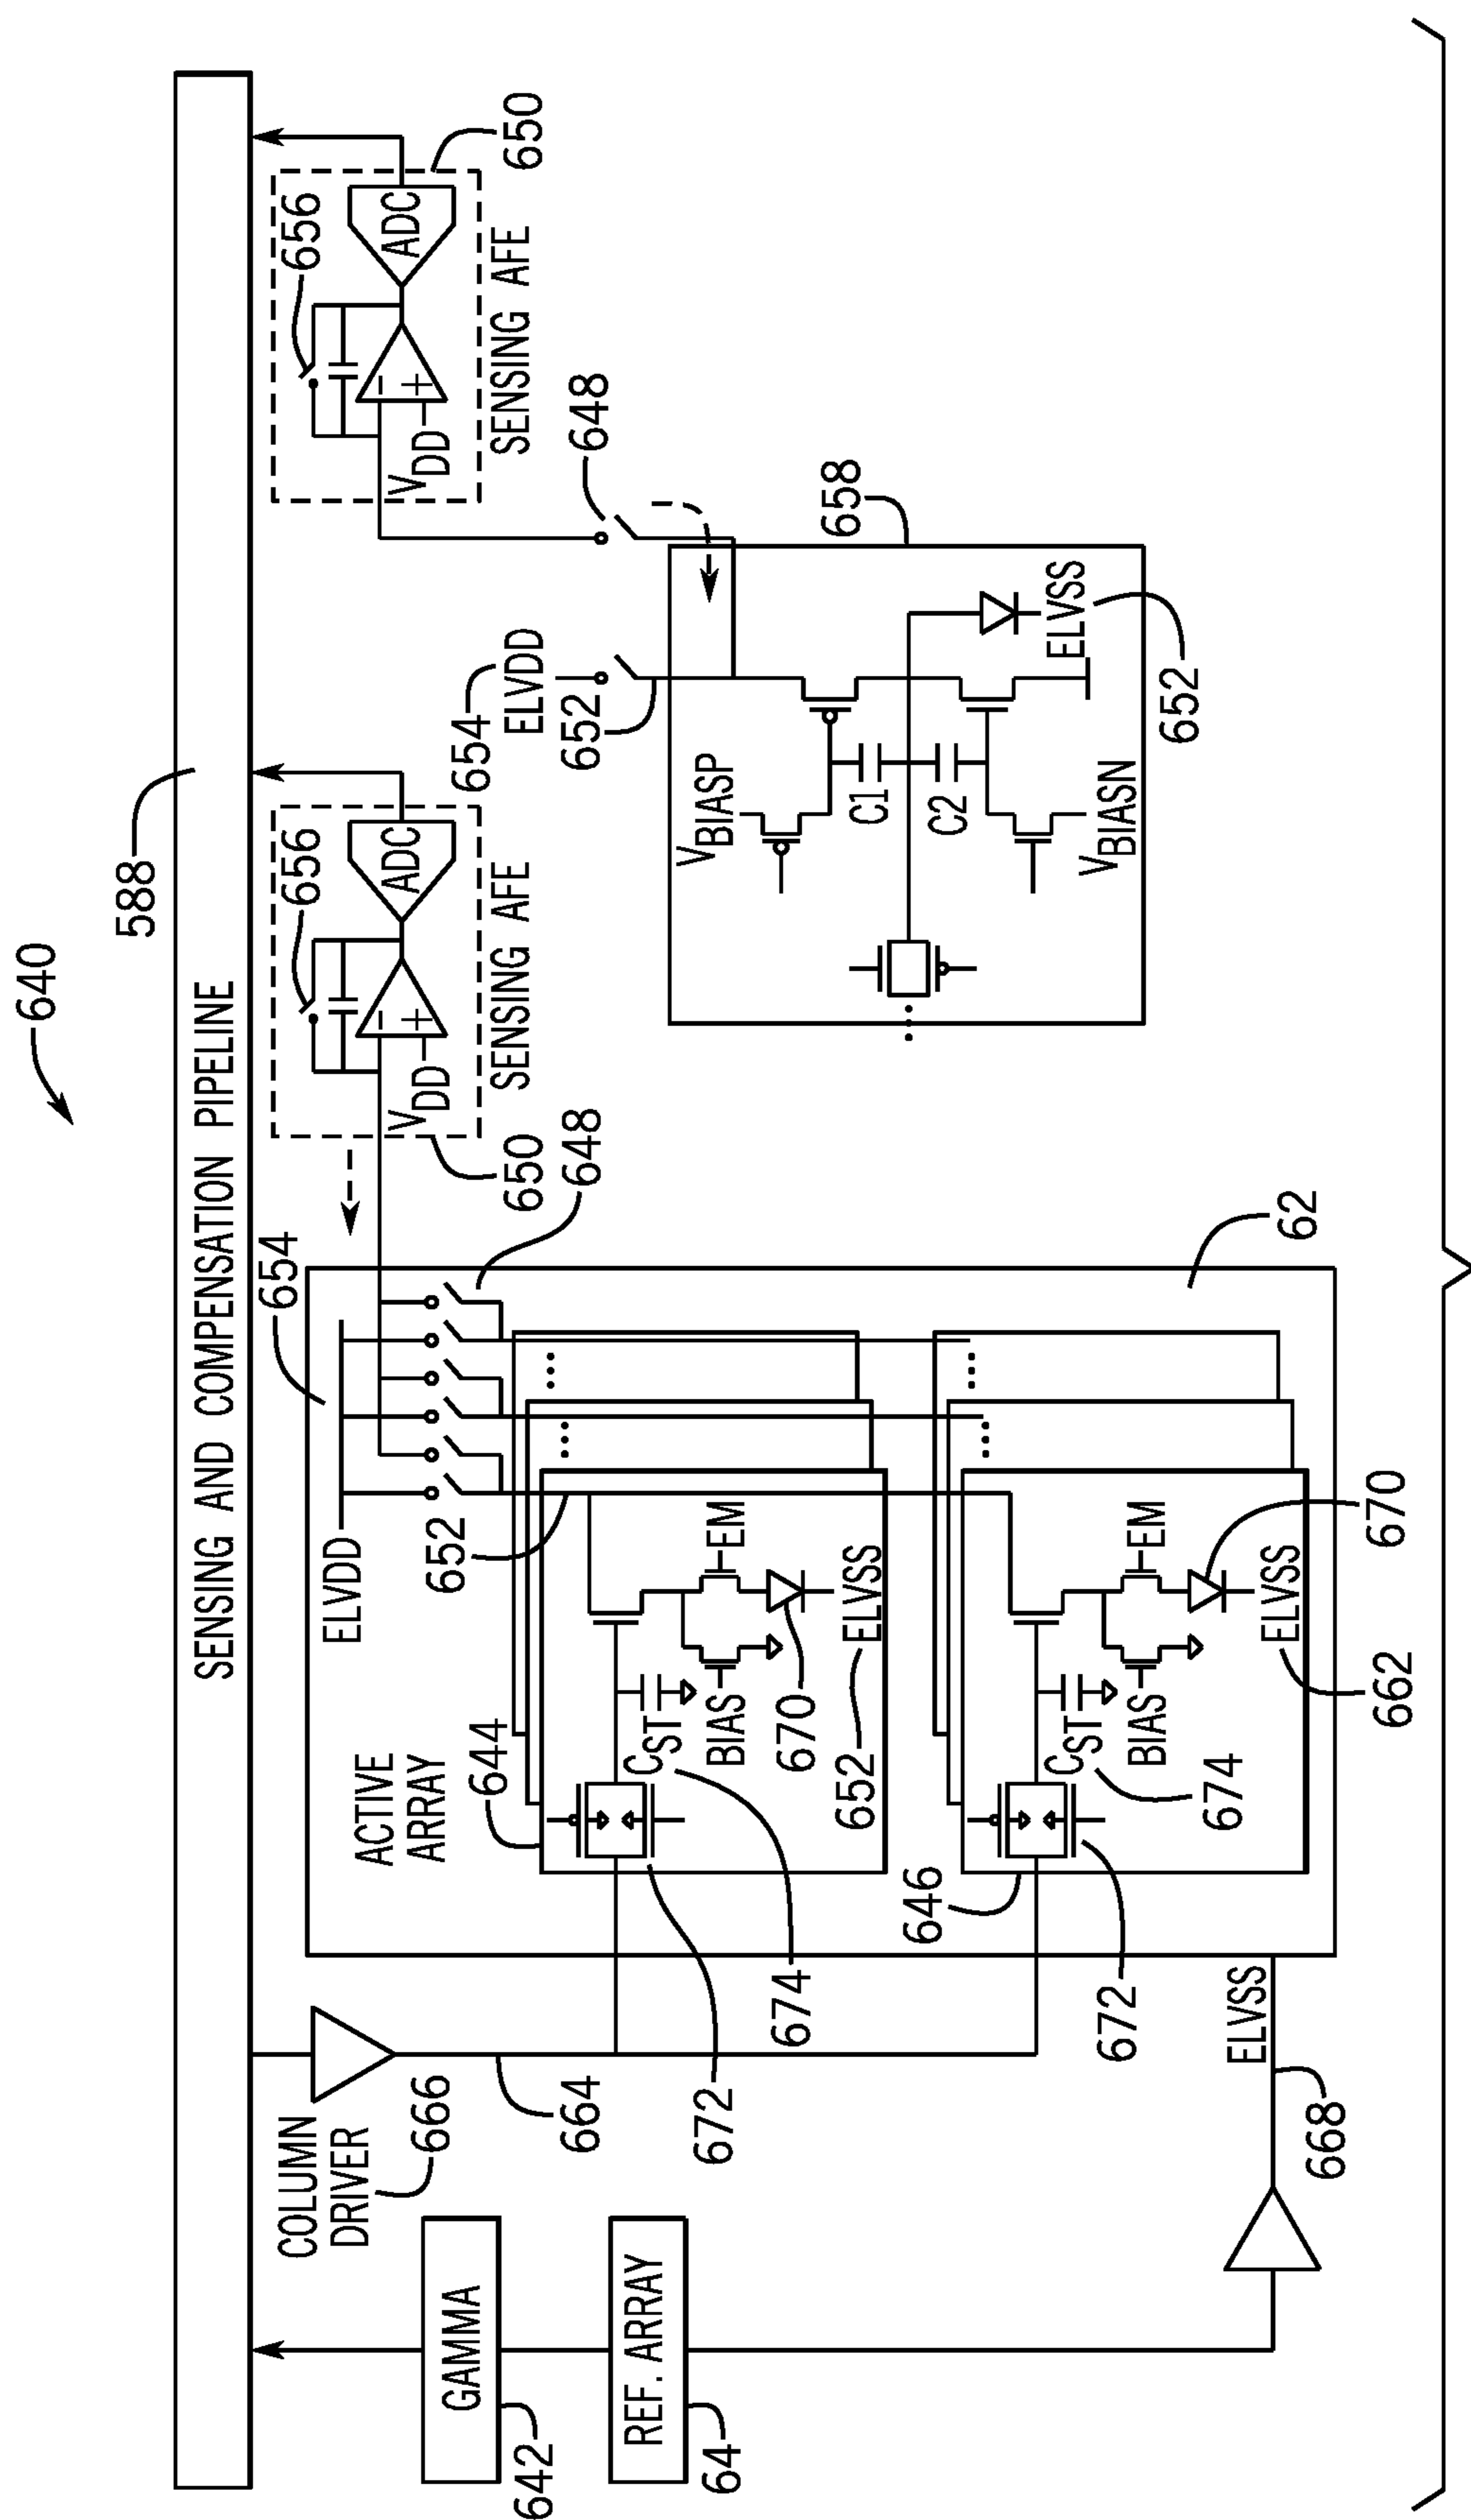 640
588
SENSING AND COMPENSATION PIPELINE
COLUMN
DRIVER
666
GAMMA
642
REF. ARRAY
64
664
672
674
672
ELVSS
668
ACTIVE
ARRAY
654
ELVDD
652
648
644
CST
BIAS
EM
670
ELVSS
652
646
CST
BIAS
EM
674
670
ELVSS
662
62
650
VDD
-
+
656
ADC
SENSING AFE
654
ELVDD
652
648
VDD
-
+
656
ADC
650
SENSING AFE
658
VBIASP
C1
C2
VBIASN
ELVSS
652